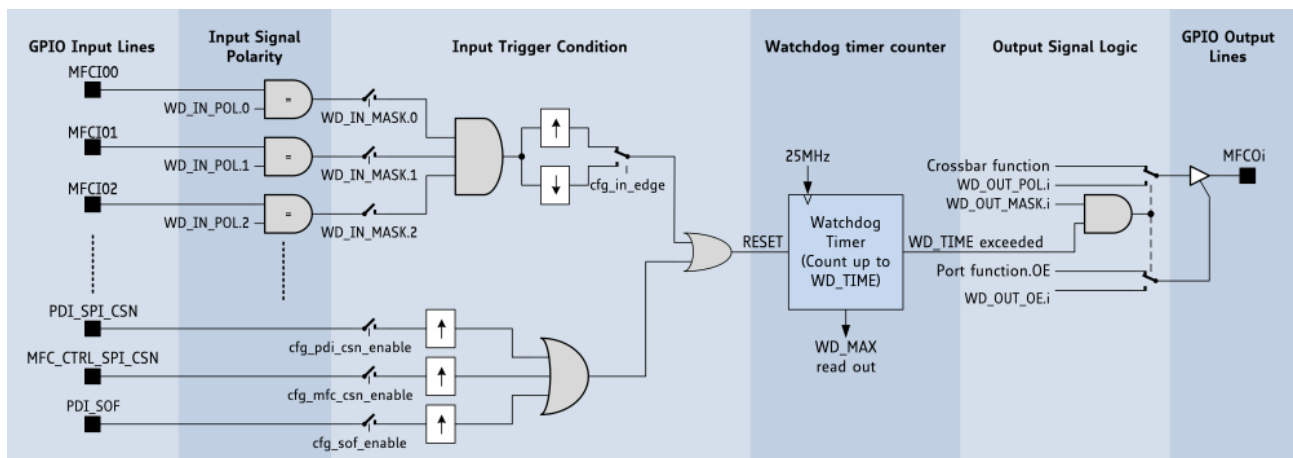 GPIO Input Lines
Input Signal
Polarity
Input Trigger Condition
Watchdog timer counter
Output Signal Logic
GPIO Output
Lines
MFCI00
WD_IN_POL.0
=
WD_IN_MASK.0
MFCI01
WD_IN_POL.1
=
WD_IN_MASK.1
MFCI02
WD_IN_POL.2
=
WD_IN_MASK.2
cfg_in_edge
PDI_SPI_CSN
cfg_pdi_csn_enable
MFC_CTRL_SPI_CSN
cfg_mfc_csn_enable
PDI_SOF
cfg_sof_enable
RESET
25MHz
Watchdog
Timer
(Count up to
WD_TIME)
WD_MAX
read out
WD_TIME exceeded
Crossbar function
WD_OUT_POL.i
WD_OUT_MASK.i
Port function.OE
WD_OUT_OE.i
MFCOi